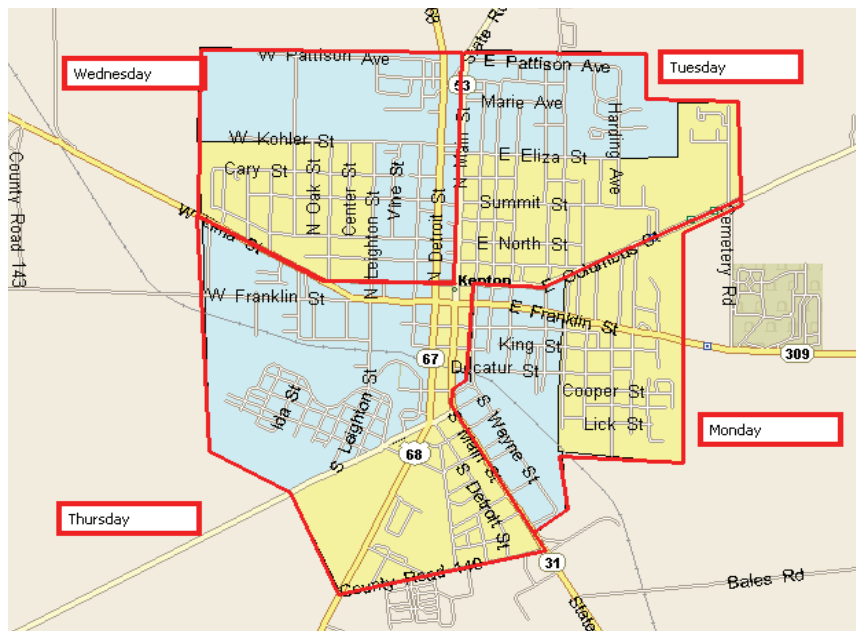 Wednesday
Tuesday
Monday
Thursday
W Pattison Ave
E Pattison Ave
68
State Ro
53
Marie Ave
Harding Ave
W Kohler St
E Eliza St
N Main St
Cary St
N Oak St
Center St
Vine St
N Leighton St
N Detroit St
Summit St
E North St
County Road 143
W Lima St
E Columbus St
Cemetery Rd
Kenton
W Franklin St
E Franklin St
King St
Decatur St
67
309
Ida St
S Leighton St
Cooper St
Lick St
S Wayne St
S Main St
S Detroit St
68
County Road 140
31
State
Bales Rd